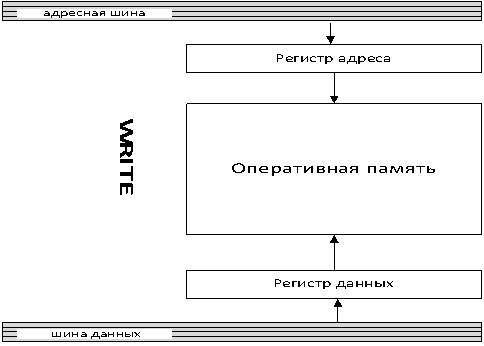 адресная шина
Регистр адреса
WRITE
Оперативная память
Регистр данных
шина данных